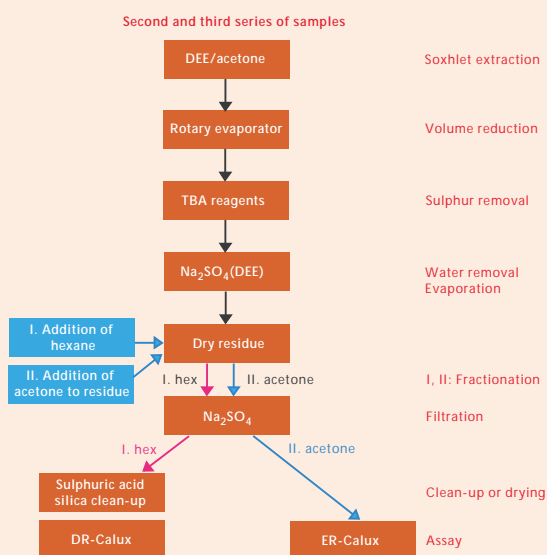 Second and third series of samples
DEE/acetone
Soxhlet extraction
Rotary evaporator
Volume reduction
TBA reagents
Sulphur removal
Na₂SO₄(DEE)
Water removal
Evaporation
I. Addition of
hexane
II. Addition of
acetone to residue
Dry residue
I. hex
II. acetone
I, II: Fractionation
Na₂SO₄
Filtration
I. hex
II. acetone
Sulphuric acid
silica clean-up
Clean-up or drying
DR-Calux
ER-Calux
Assay